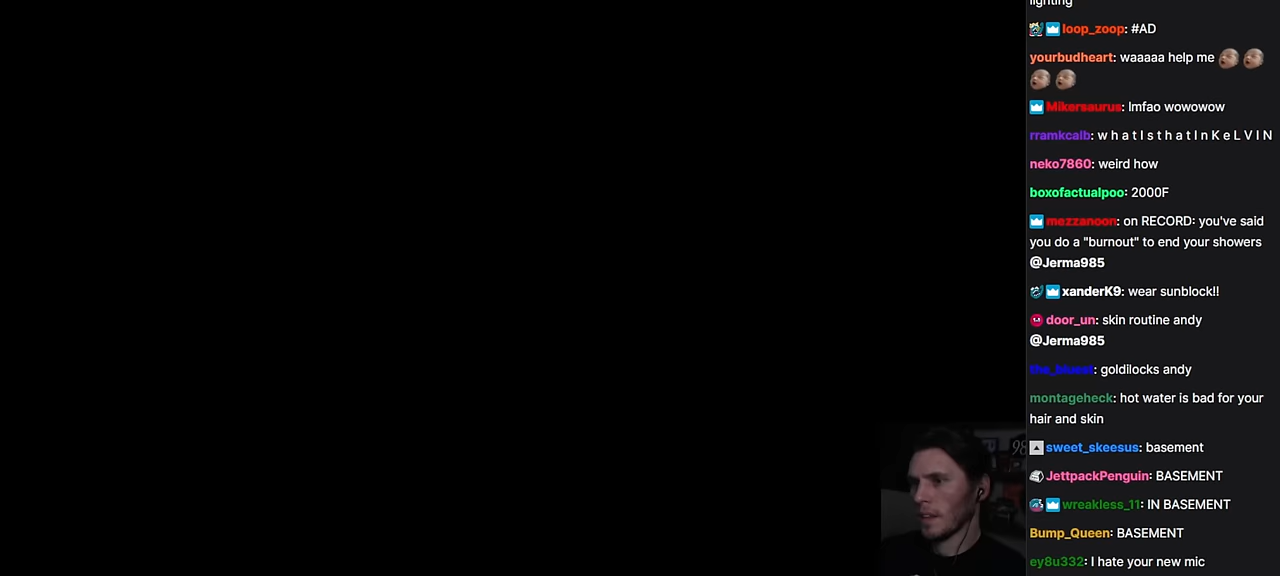 lighting
loop_zoop: #AD
yourbudheart: waaaaa help me
Mikersaurus: lmfao wowowow
rramkcalb: w h a t I s t h a t I n K e L V I N
neko7860: weird how
boxofactualpoo: 2000F
mezzanoon: on RECORD: you've said
you do a "burnout" to end your showers
@Jerma985
xanderK9: wear sunblock!!
door_un: skin routine andy
@Jerma985
: goldilocks andy
montageheck: hot water is bad for your
hair and skin
98
sweet_skeesus: basement
JettpackPenguin: BASEMENT
wreakless_11: IN BASEMENT
Bump_Queen: BASEMENT
ey8u332: I hate your new mic